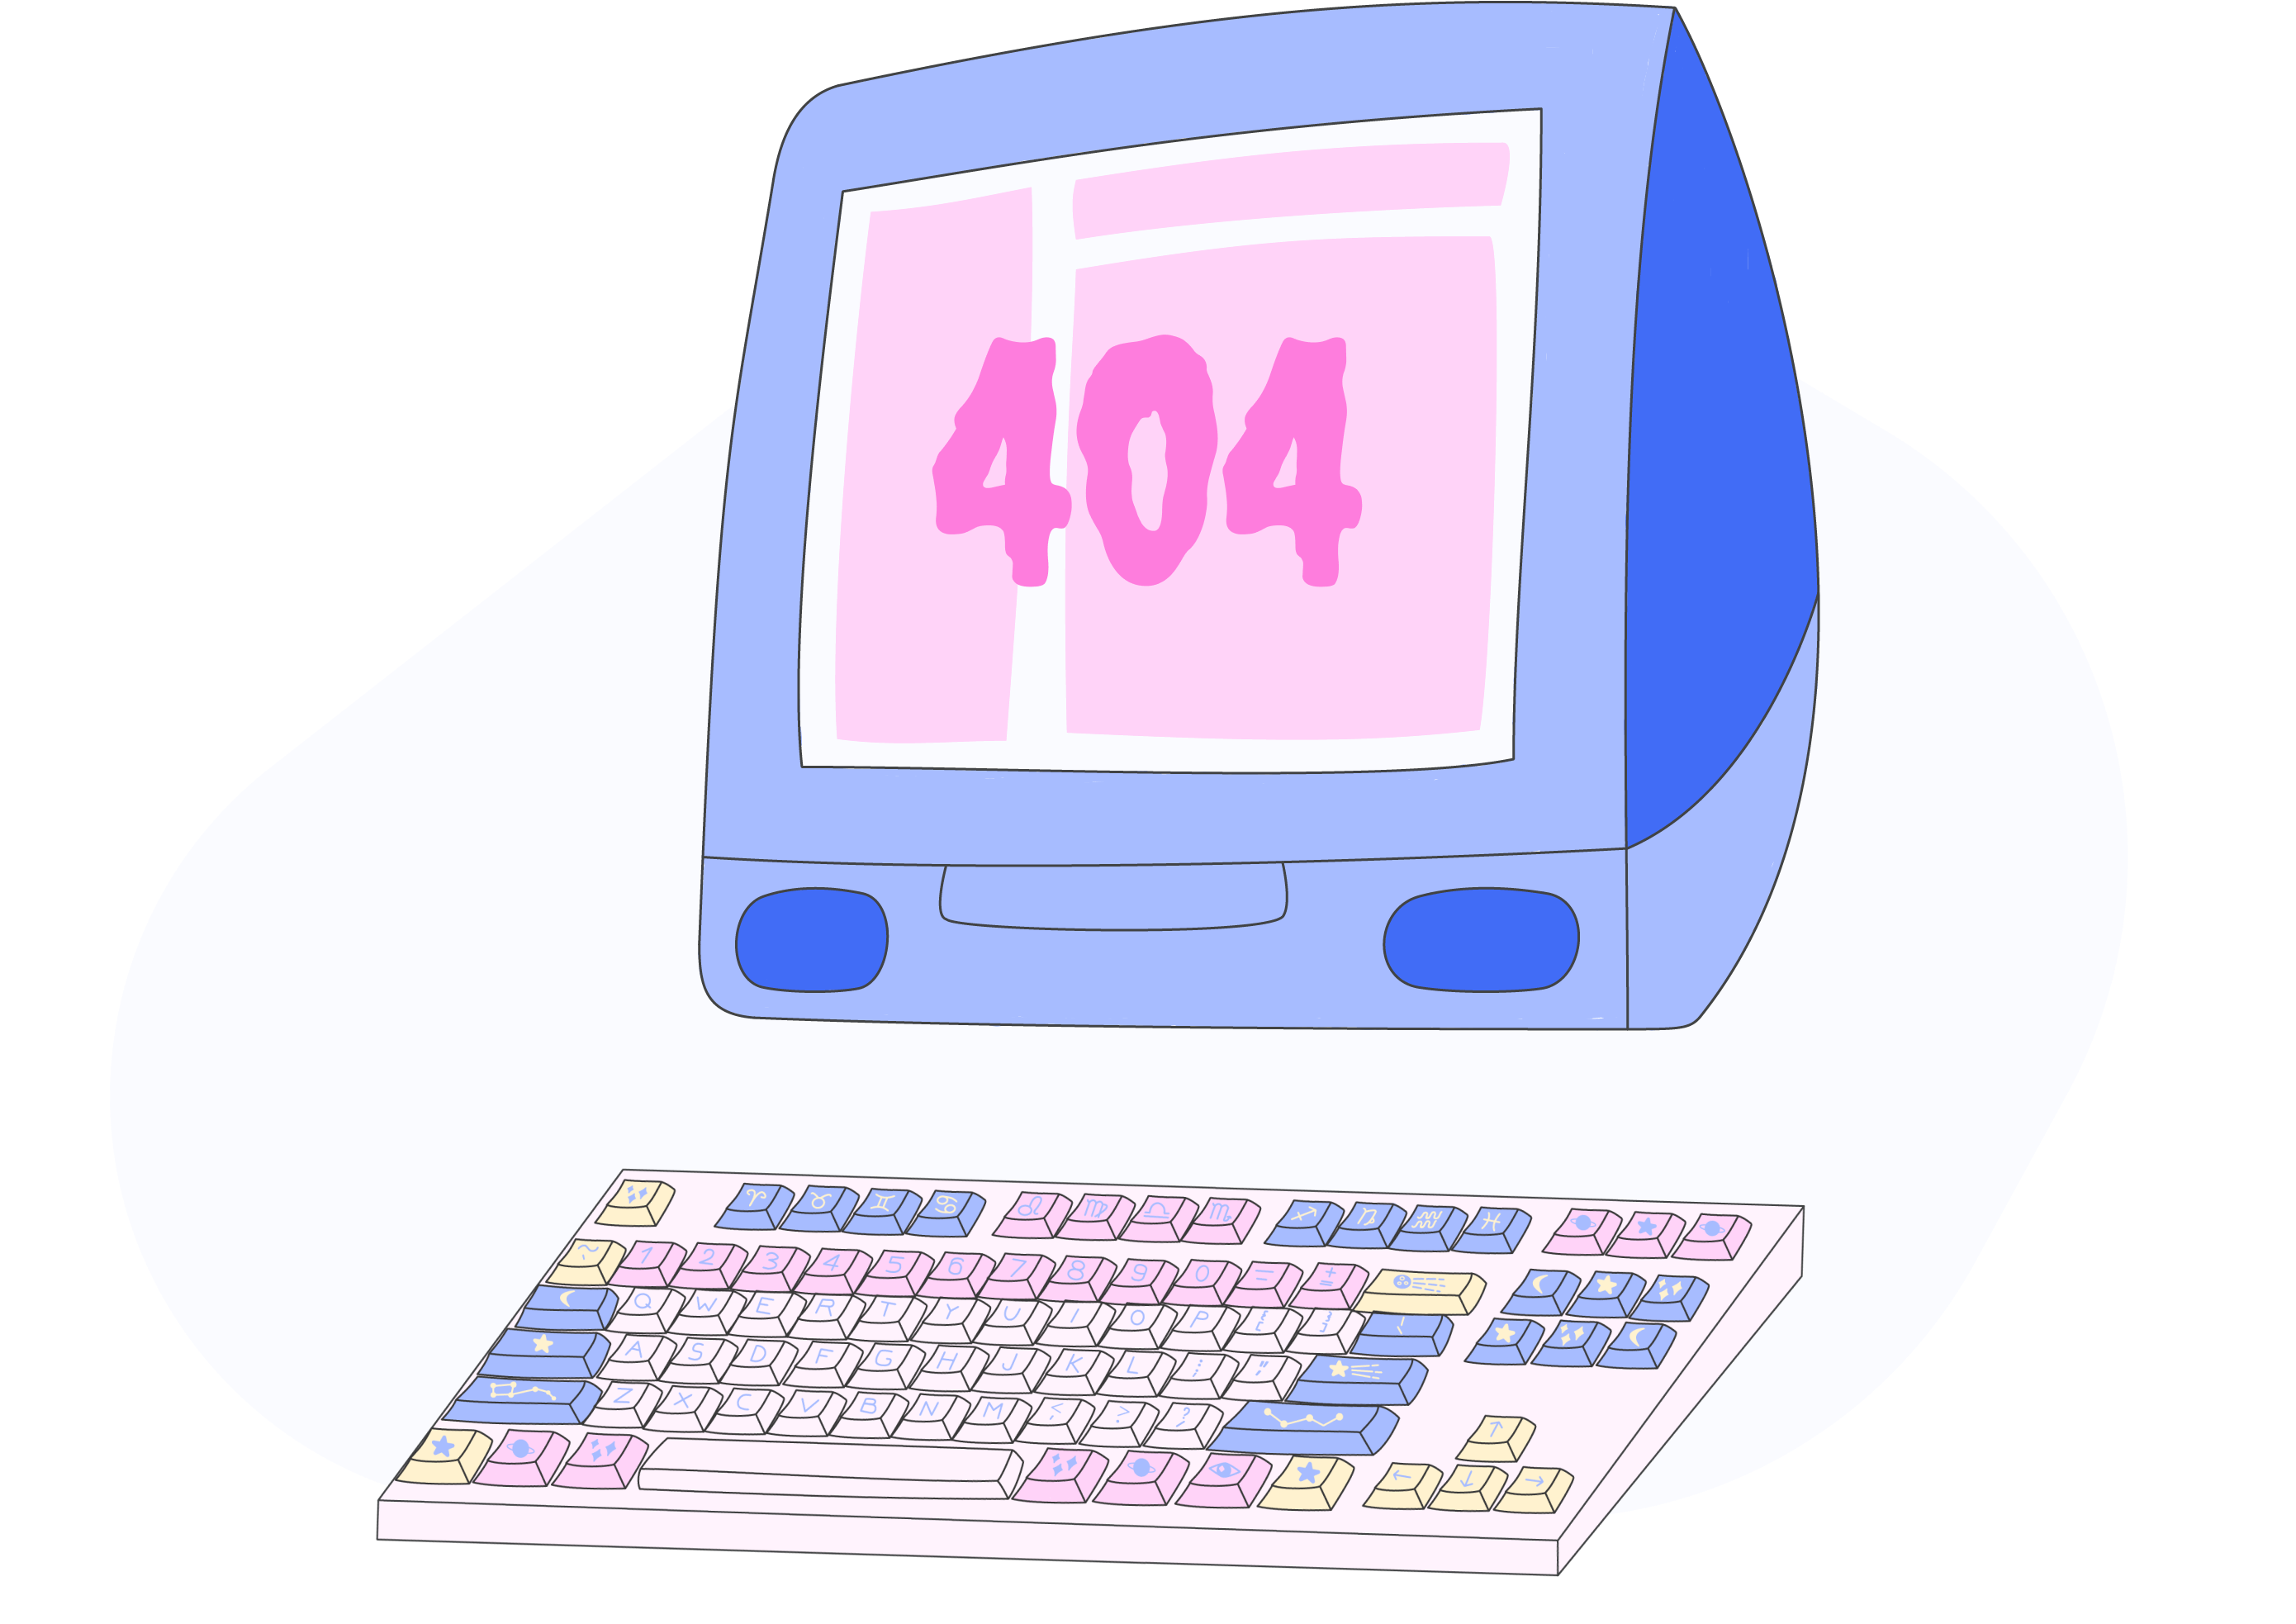 404
♈ ♉ ♊ ♋ ♌ ♍ ♎ ♏ ♐ ♑ ♒ ♓
~ 1 2 3 4 5 6 7 8 9 0 = + =
Q W E R T Y U I O P { [ } ] \
A S D F G H J K L : ; "
Z X C V B N M < , > . ? /
↑
← ↓ →